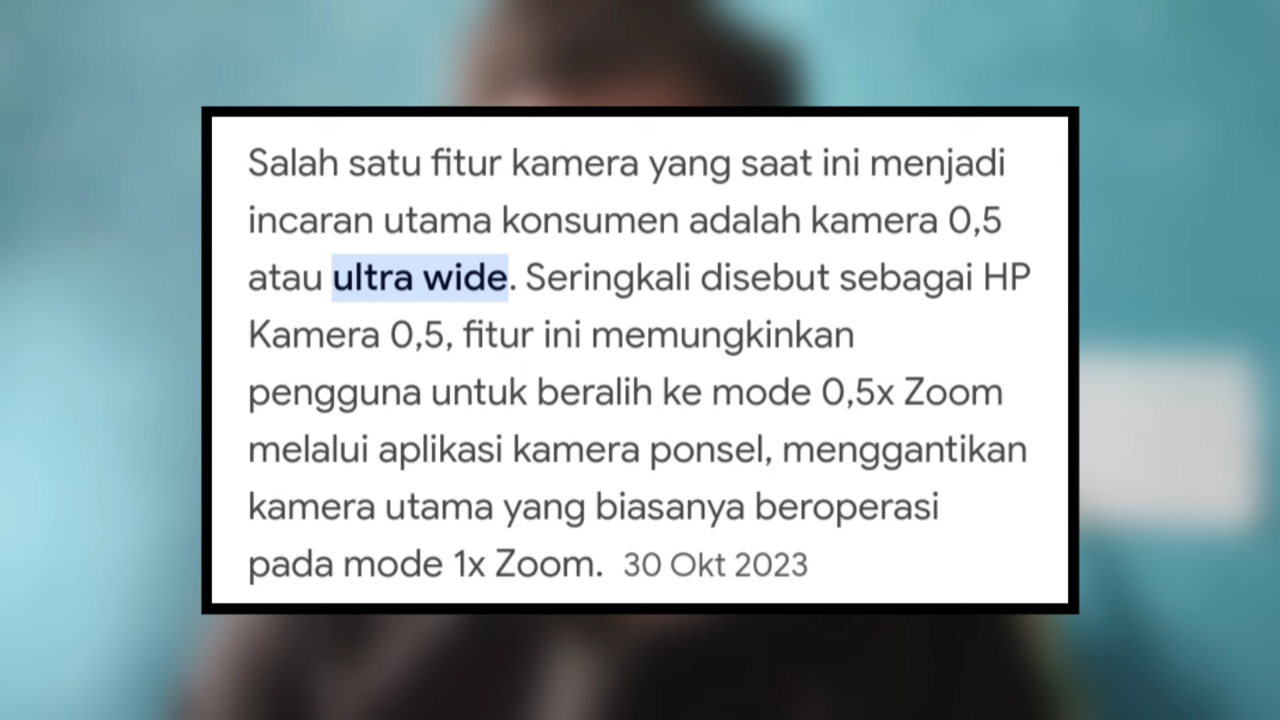 Salah satu fitur kamera yang saat ini menjadi
incaran utama konsumen adalah kamera 0,5
atau ultra wide. Seringkali disebut sebagai HP
Kamera 0,5, fitur ini memungkinkan
pengguna untuk beralih ke mode 0,5x Zoom
melalui aplikasi kamera ponsel, menggantikan
kamera utama yang biasanya beroperasi
pada mode 1x Zoom. 30 Okt 2023